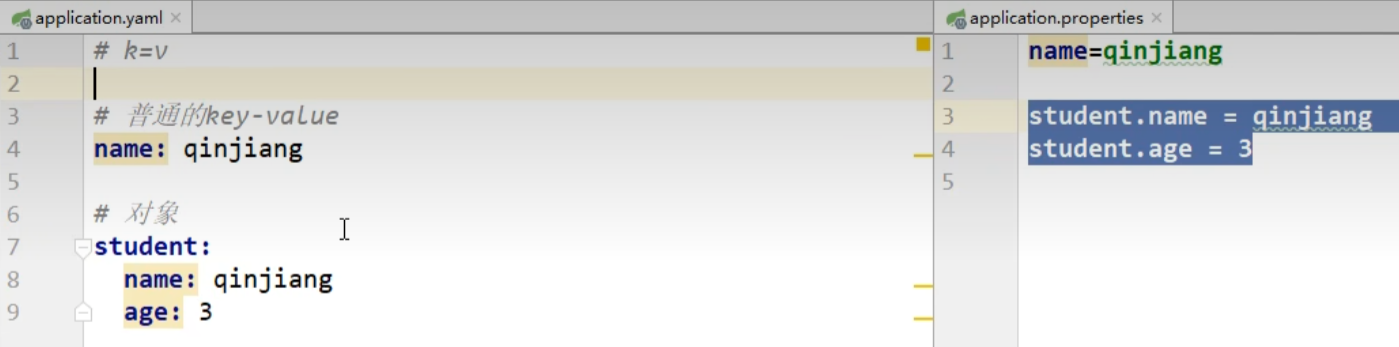 application.yaml
1 # k=v
2
3 # 普通的key-value
4 name: qinjiang
5
6 # 对象
7 student:
8 name: qinjiang
9 age: 3
application.properties
1 name=qinjiang
2
3 student.name = qinjiang
4 student.age = 3
5